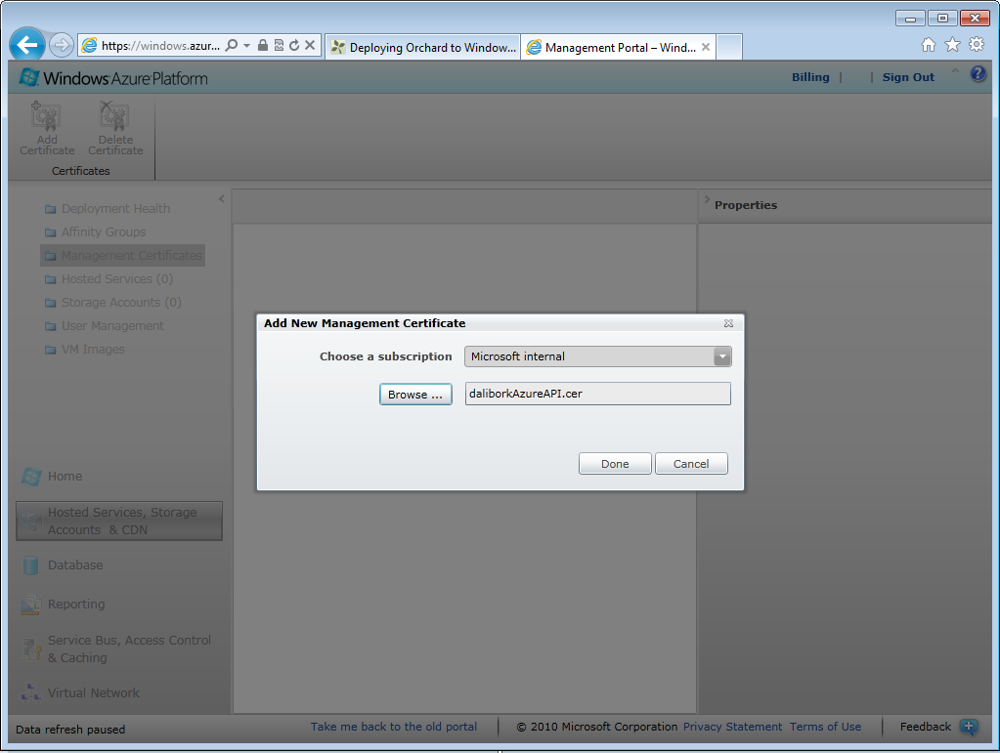 https://windows.azur...
Deploying Orchard to Window...
Management Portal – Wind...
Windows Azure Platform
Billing | | Sign Out
Add Certificate
Delete Certificate
Certificates
Deployment Health
Affinity Groups
Management Certificates
Hosted Services (0)
Storage Accounts (0)
User Management
VM Images
Properties
Add New Management Certificate
Choose a subscription
Microsoft internal
Browse ...
daliborkAzureAPI.cer
Done
Cancel
Home
Hosted Services, Storage
Accounts & CDN
Database
Reporting
Service Bus, Access Control
& Caching
Virtual Network
Data refresh paused
Take me back to the old portal
© 2010 Microsoft Corporation Privacy Statement Terms of Use
Feedback